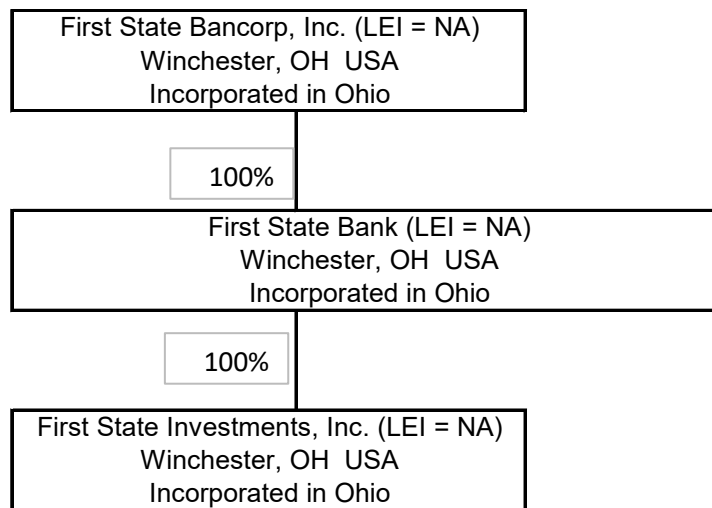 First State Bancorp, Inc. (LEI = NA)
Winchester, OH  USA
Incorporated in Ohio
100%
First State Bank (LEI = NA)
Winchester, OH  USA
Incorporated in Ohio
100%
First State Investments, Inc. (LEI = NA)
Winchester, OH  USA
Incorporated in Ohio